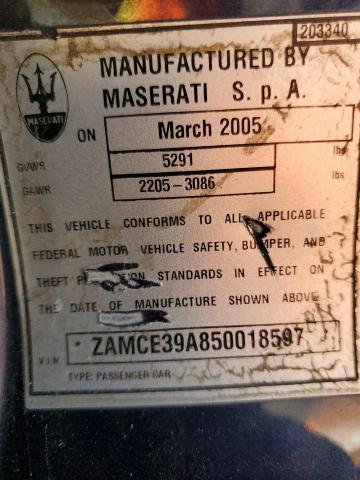 203340
MANUFACTURED BY
MASERATI S. p. A.
MASERATI
ON March 2005
GVWR 5291 lbs
GAWR 2205-3086 lbs
THIS VEHICLE CONFORMS TO ALL APPLICABLE
FEDERAL MOTOR VEHICLE SAFETY, BUMPER, AND
THEFT STANDARDS IN EFFECT ON
THE DATE OF MANUFACTURE SHOWN ABOVE
V.I.N. * ZAMCE39A850018597 *
TYPE: PASSENGER CAR